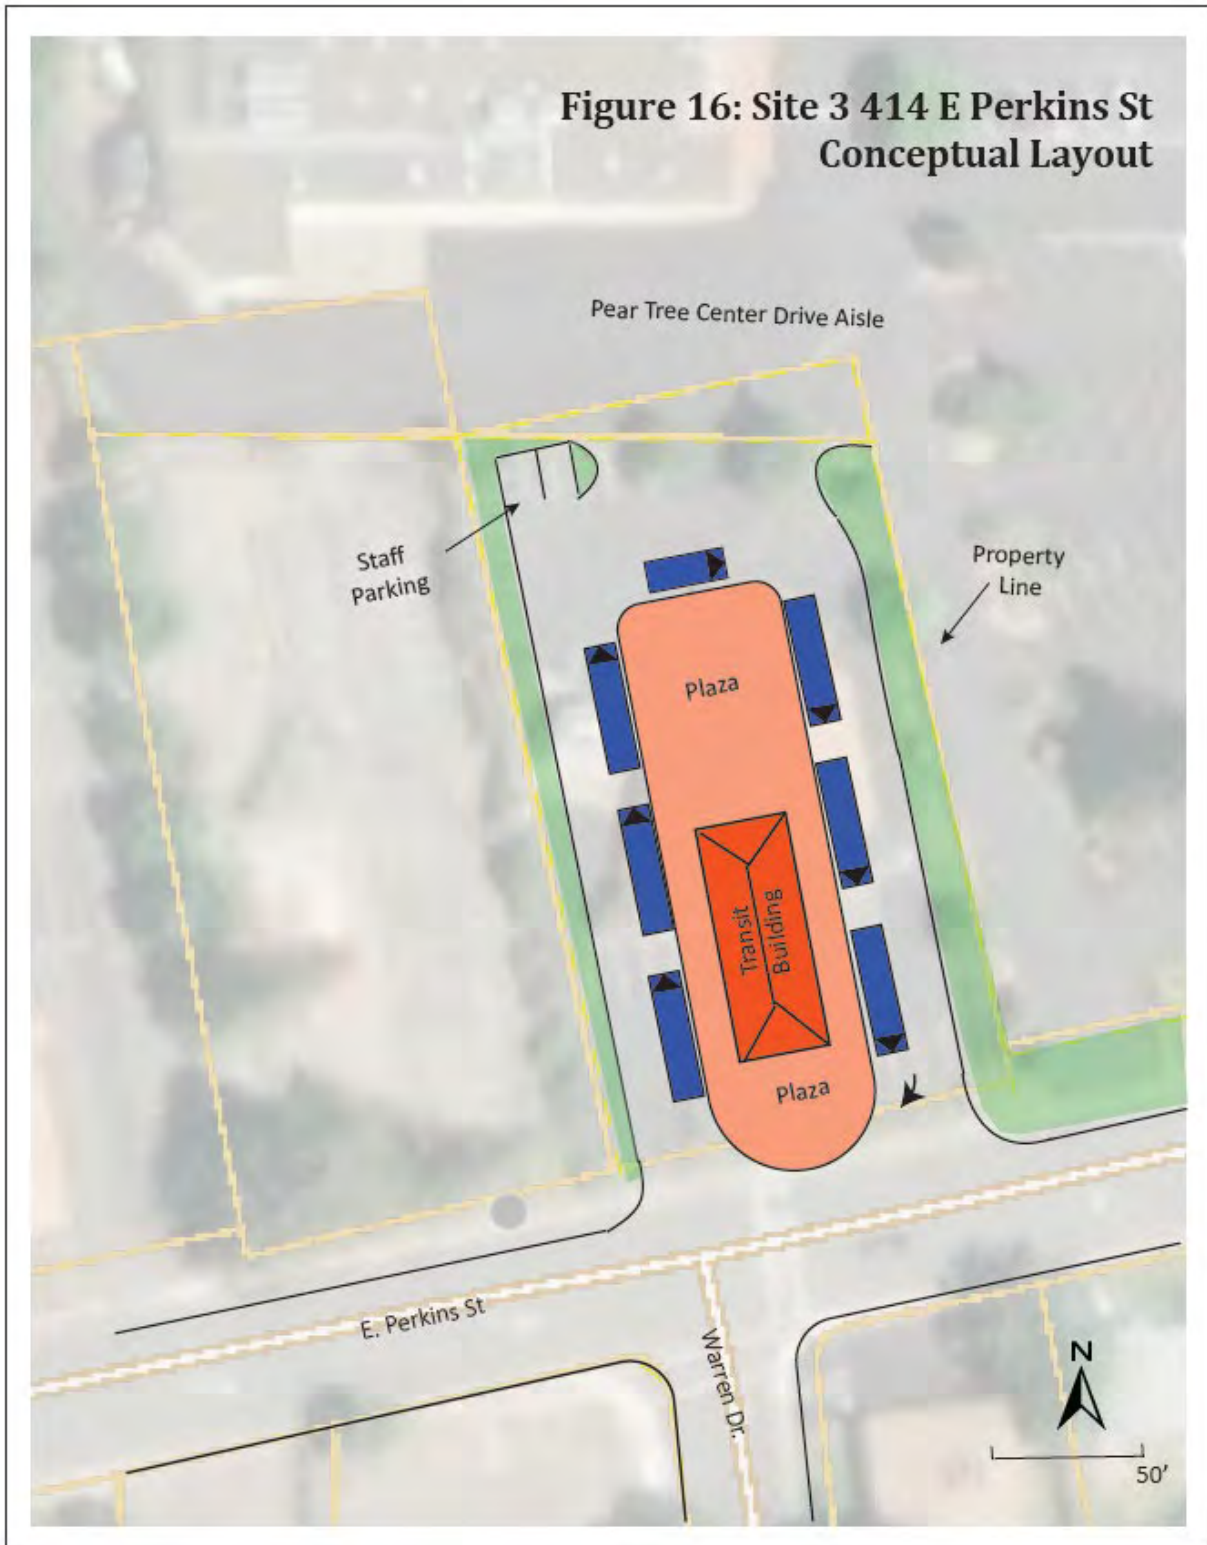 Figure 16: Site 3 414 E Perkins St
Conceptual Layout
Pear Tree Center Drive Aisle
Staff
Parking
Property
Line
Plaza
Transit
Building
Plaza
E. Perkins St
Warren Dr.
N
50'